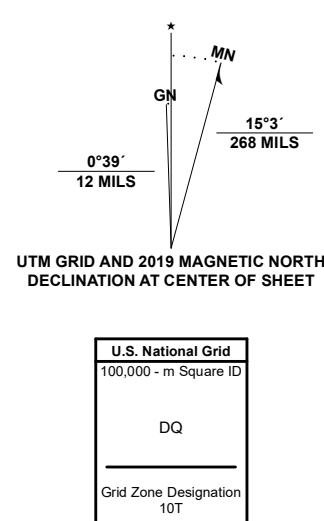 ★
MN
GN
15°3´
268 MILS
0°39´
12 MILS
UTM GRID AND 2019 MAGNETIC NORTH
DECLINATION AT CENTER OF SHEET
U.S. National Grid
100,000 - m Square ID
DQ
Grid Zone Designation
10T